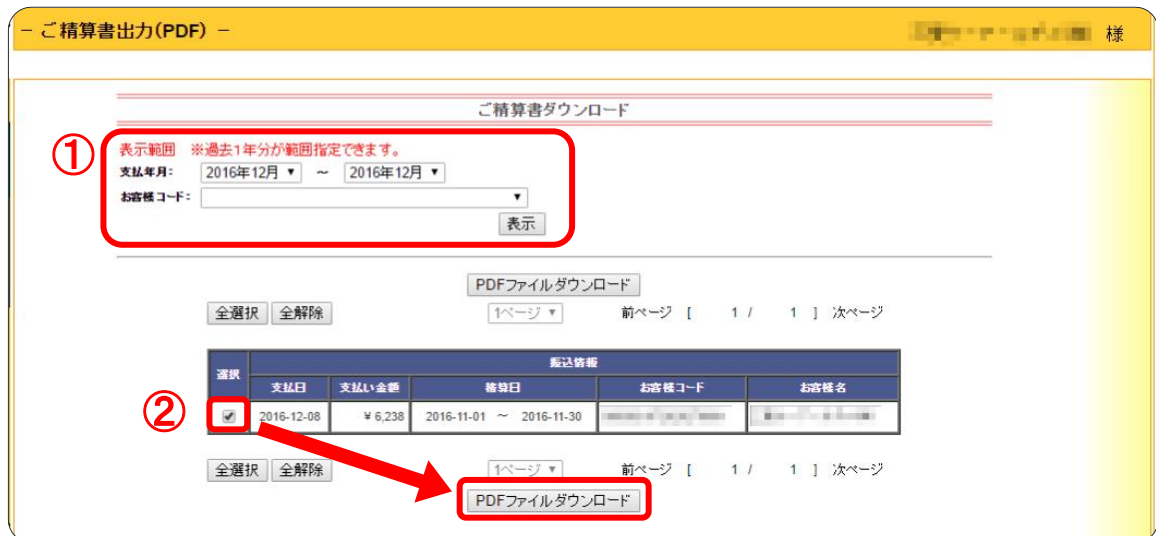 − ご精算書出力(PDF) − 様
ご精算書ダウンロード
①
表示範囲 ※過去1年分が範囲指定できます。
支払年月: 2016年12月 ▼ ～ 2016年12月 ▼
お客様コード: ▼
表示
PDFファイルダウンロード
全選択 全解除 1ページ ▼ 前ページ [ 1 / 1 ] 次ページ
選択 振込情報
支払日 支払い金額 精算日 お客様コード お客様名
② 2016-12-08 ¥6,238 2016-11-01 ～ 2016-11-30
全選択 全解除 1ページ ▼ 前ページ [ 1 / 1 ] 次ページ
PDFファイルダウンロード